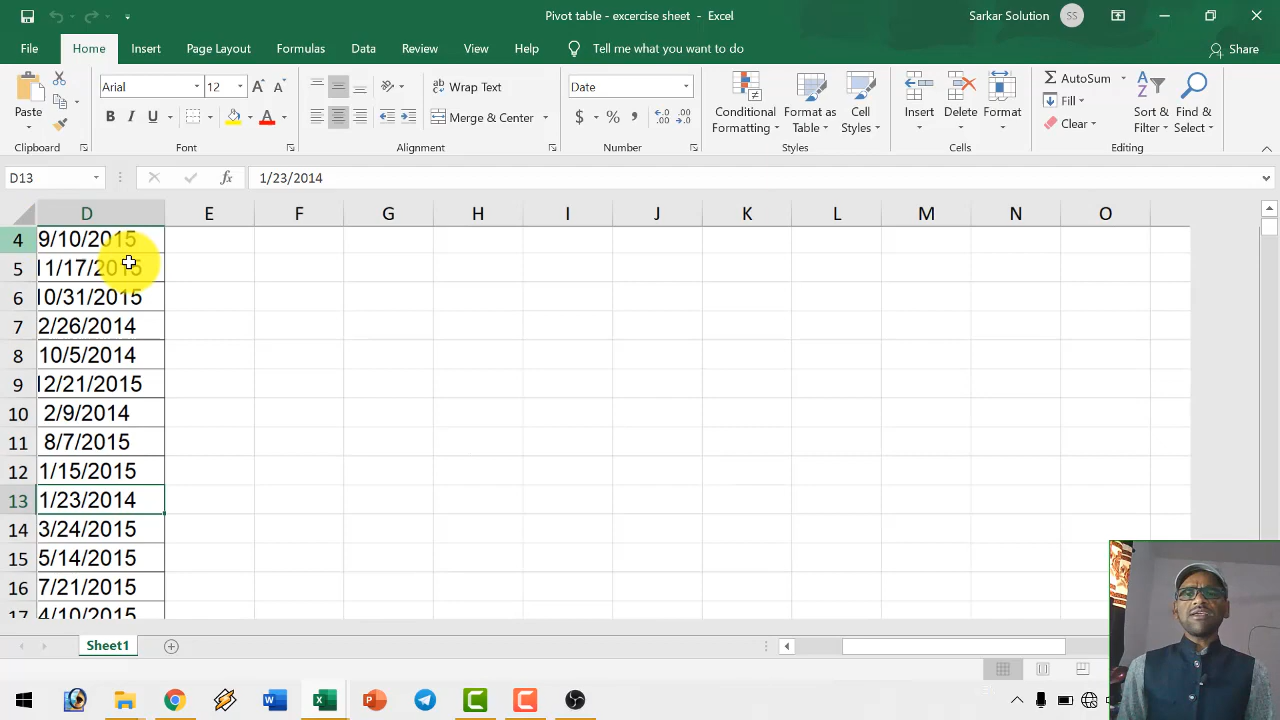 Pivot table - excercise sheet - Excel
Sarkar Solution
SS
File Home Insert Page Layout Formulas Data Review View Help Tell me what you want to do
Share
Paste
Arial 12
B I U
Wrap Text
Merge & Center
Date
$ % ,
Conditional Formatting
Format as Table
Cell Styles
Insert
Delete
Format
AutoSum
Fill
Clear
Sort & Filter
Find & Select
Clipboard Font Alignment Number Styles Cells Editing
D13
fx
1/23/2014
D E F G H I J K L M N O
4 9/10/2015
5 11/17/2015
6 10/31/2015
7 2/26/2014
8 10/5/2014
9 12/21/2015
10 2/9/2014
11 8/7/2015
12 1/15/2015
13 1/23/2014
14 3/24/2015
15 5/14/2015
16 7/21/2015
17 4/10/2015
Sheet1